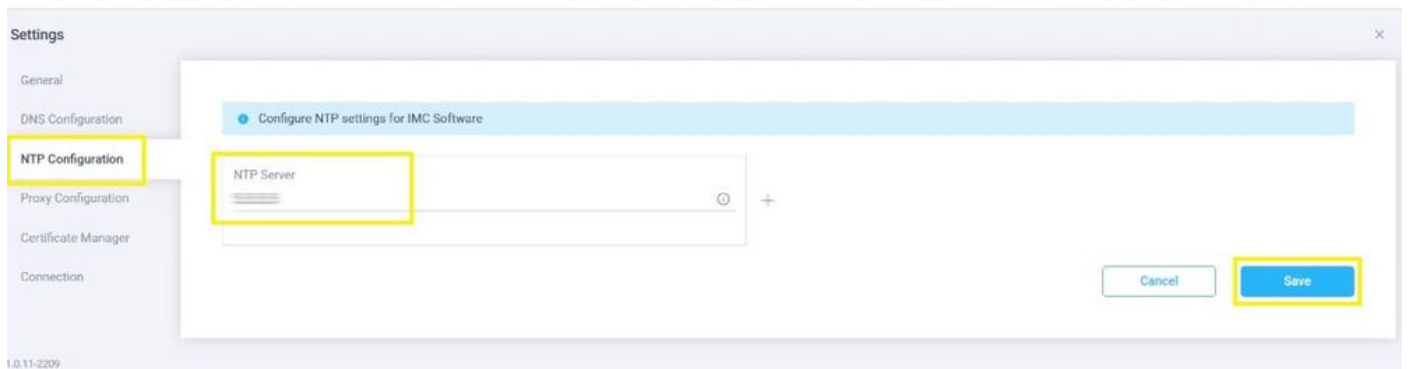 Settings
General
DNS Configuration
Configure NTP settings for IMC Software
NTP Configuration
NTP Server
Proxy Configuration
Certificate Manager
Connection
Cancel
Save
1.0.11-2209